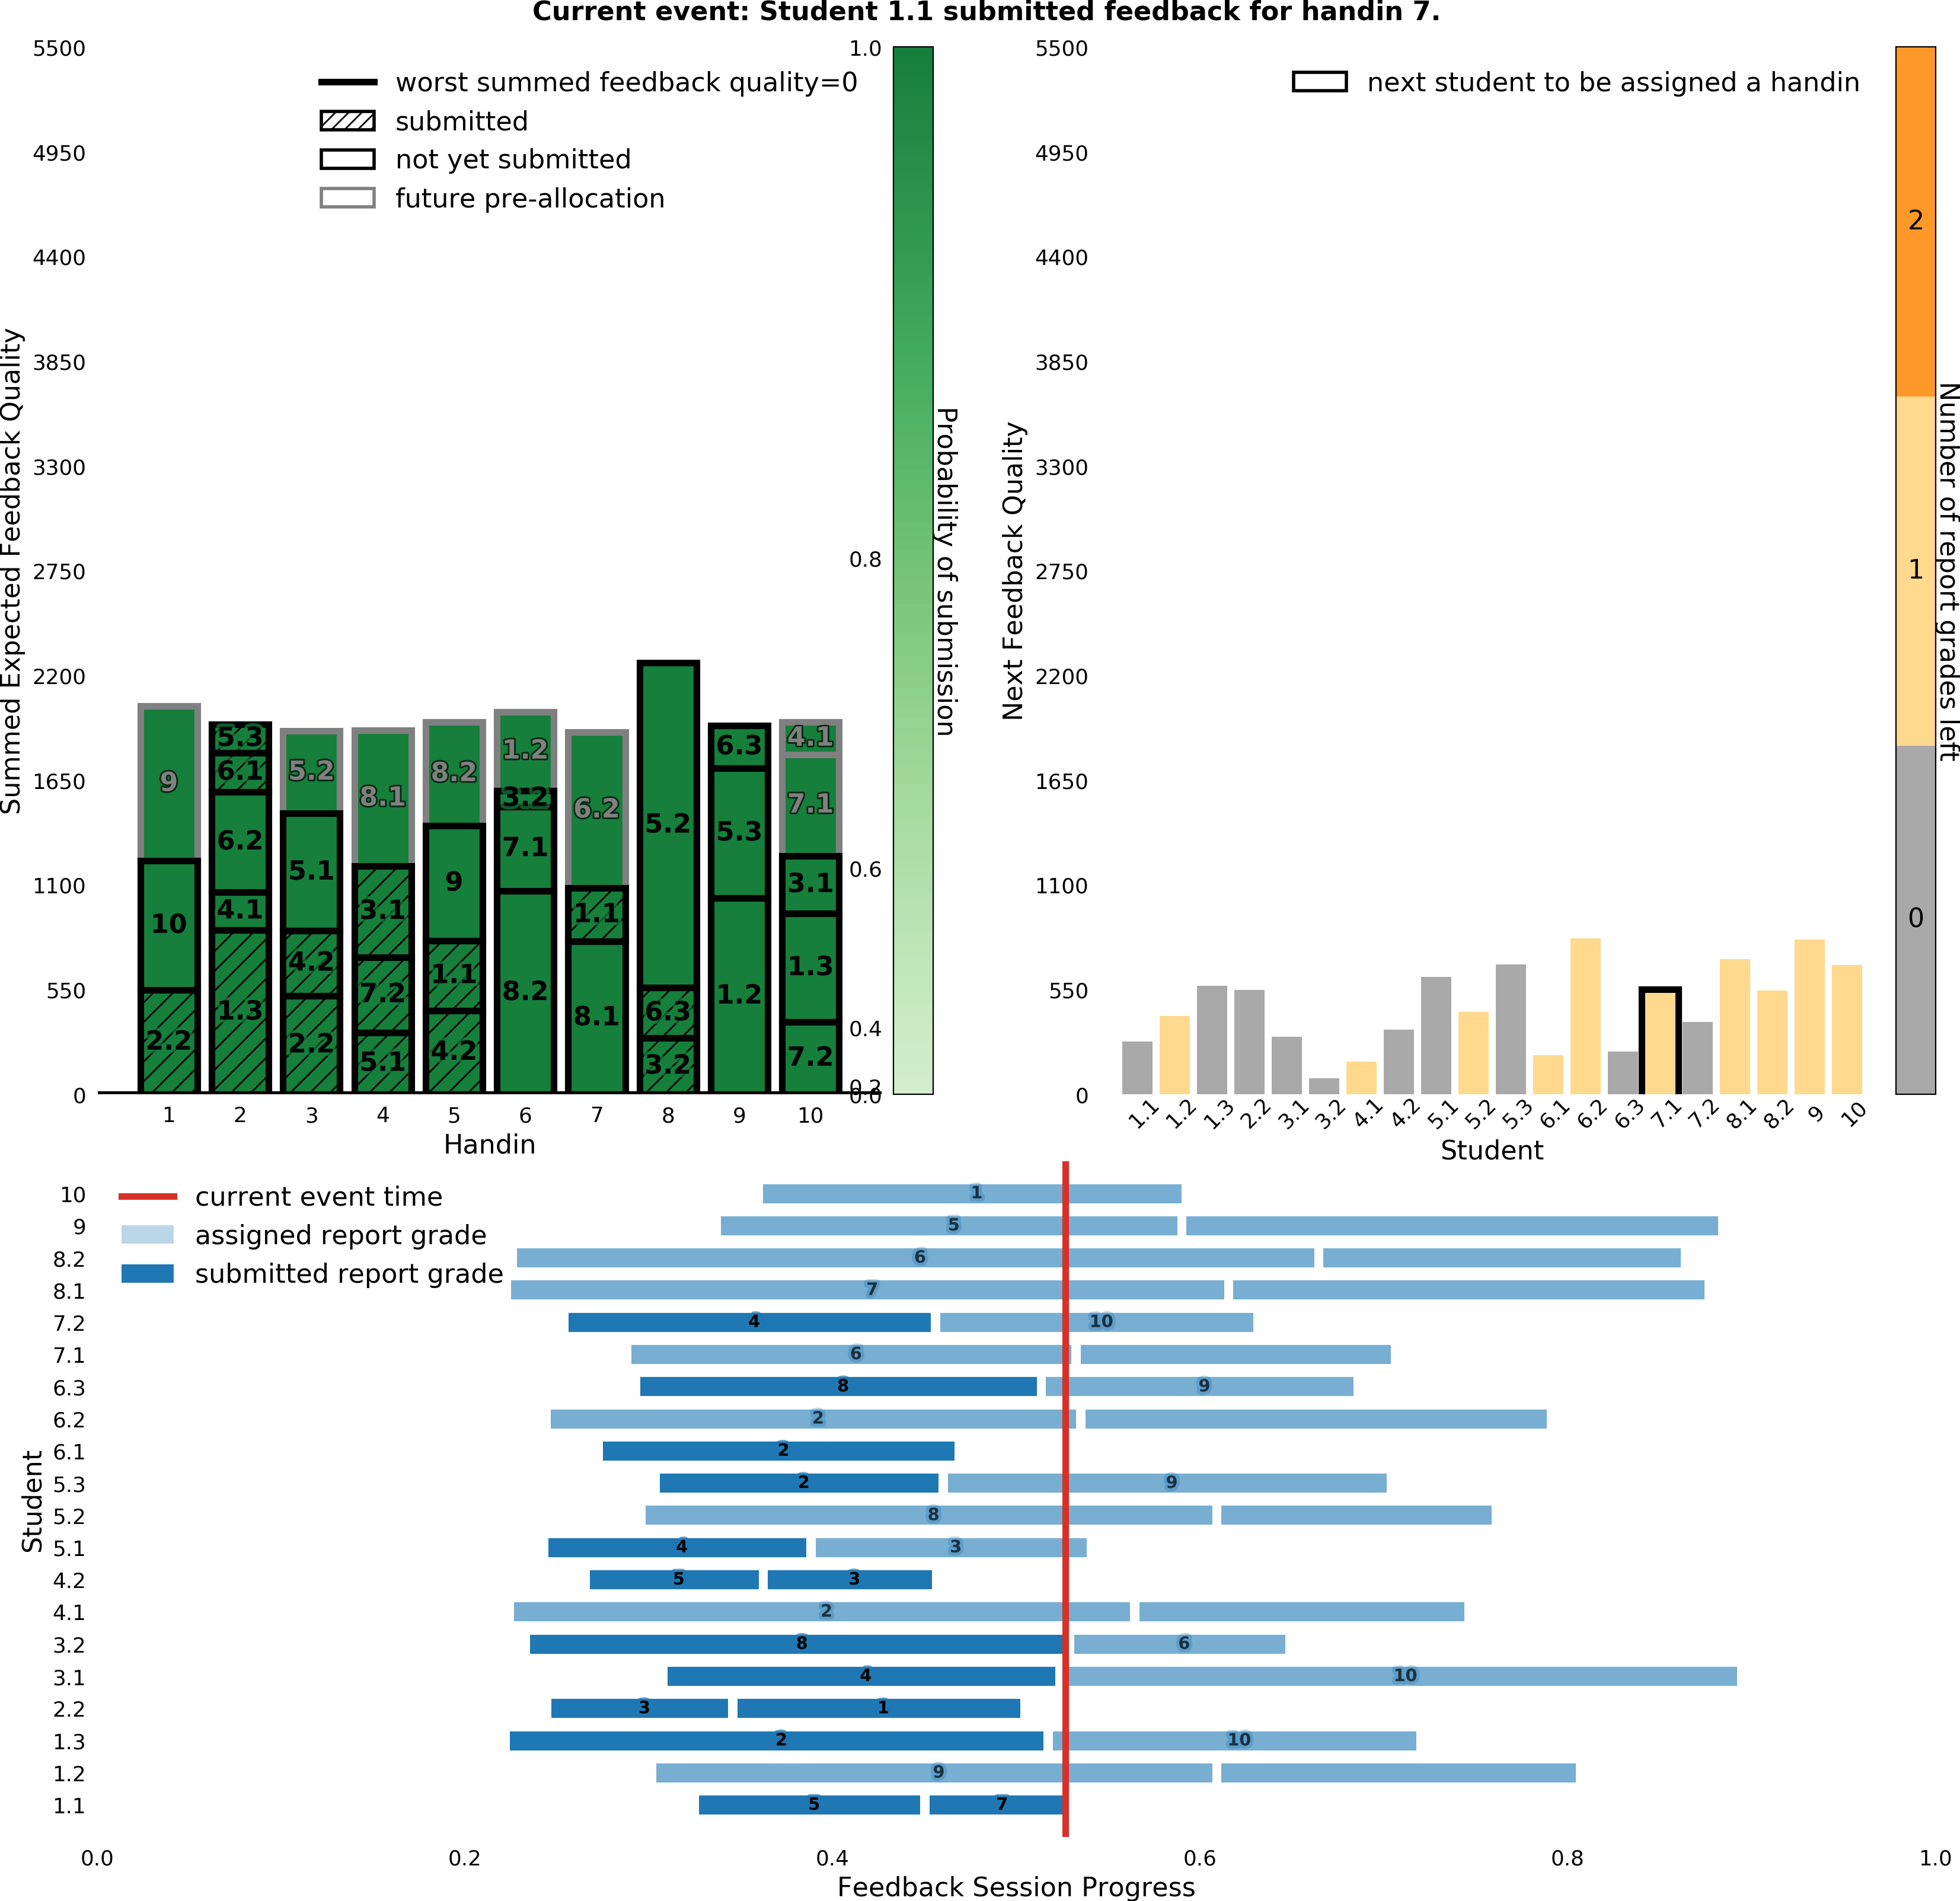 Current event: Student 1.1 submitted feedback for handin 7.
5500
4950
4400
3850
3300
2750
2200
1650
1100
550
0
Summed Expected Feedback Quality
worst summed feedback quality=0
submitted
not yet submitted
future pre-allocation
9
10
2.2
5.3
6.1
6.2
4.1
1.3
5.2
5.1
4.2
2.2
8.1
3.1
7.2
5.1
8.2
9
1.1
4.2
1.2
3.2
7.1
8.2
6.2
1.1
8.1
5.2
6.3
3.2
6.3
5.3
1.2
4.1
7.1
3.1
1.3
7.2
1 2 3 4 5 6 7 8 9 10
Handin
1.0
0.8
0.6
0.4
0.2
0.0
Probability of submission
5500
4950
4400
3850
3300
2750
2200
1650
1100
550
0
Next Feedback Quality
next student to be assigned a handin
1.1 1.2 1.3 2.2 3.1 3.2 4.1 4.2 5.1 5.2 5.3 6.1 6.2 6.3 7.1 7.2 8.1 8.2 9 10
Student
2
1
0
Number of report grades left
current event time
assigned report grade
submitted report grade
Student
10 1
9 5
8.2 6
8.1 7
7.2 4 10
7.1 6
6.3 8 9
6.2 2
6.1 2
5.3 2 9
5.2 8
5.1 4 3
4.2 5 3
4.1 2
3.2 8 6
3.1 4 10
2.2 3 1
1.3 2 10
1.2 9
1.1 5 7
0.0 0.2 0.4 0.6 0.8 1.0
Feedback Session Progress